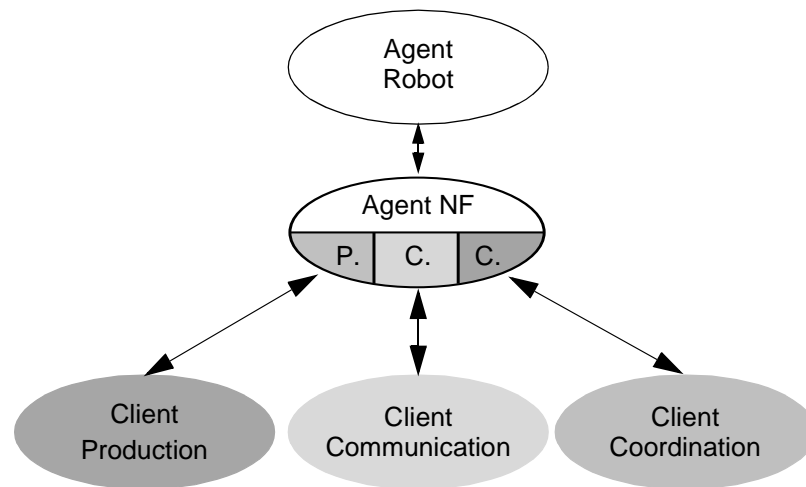 Agent
Robot
Agent NF
P. C. C.
Client
Production
Client
Communication
Client
Coordination